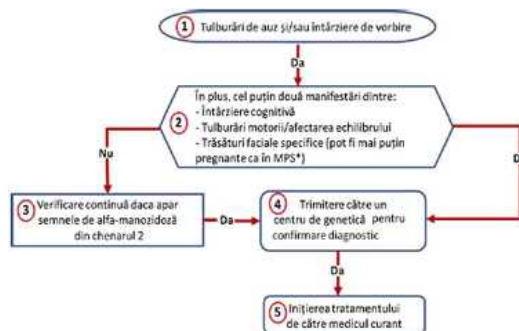 1 Tulburări de auz și/sau întârziere de vorbire
Da
În plus, cel puțin două manifestări dintre:
- Întârziere cognitivă
2 - Tulburări motorii/afectarea echilibrului
- Trăsături faciale specifice (pot fi mai puțin
pregnante ca în MPS*)
Nu
D
3 Verificare continuă daca apar
semnele de alfa-manozidoză
din chenarul 2
Da
4 Trimitere către un
centru de genetică pentru
confirmare diagnostic
Da
5 Inițierea tratamentului
de către medicul curant